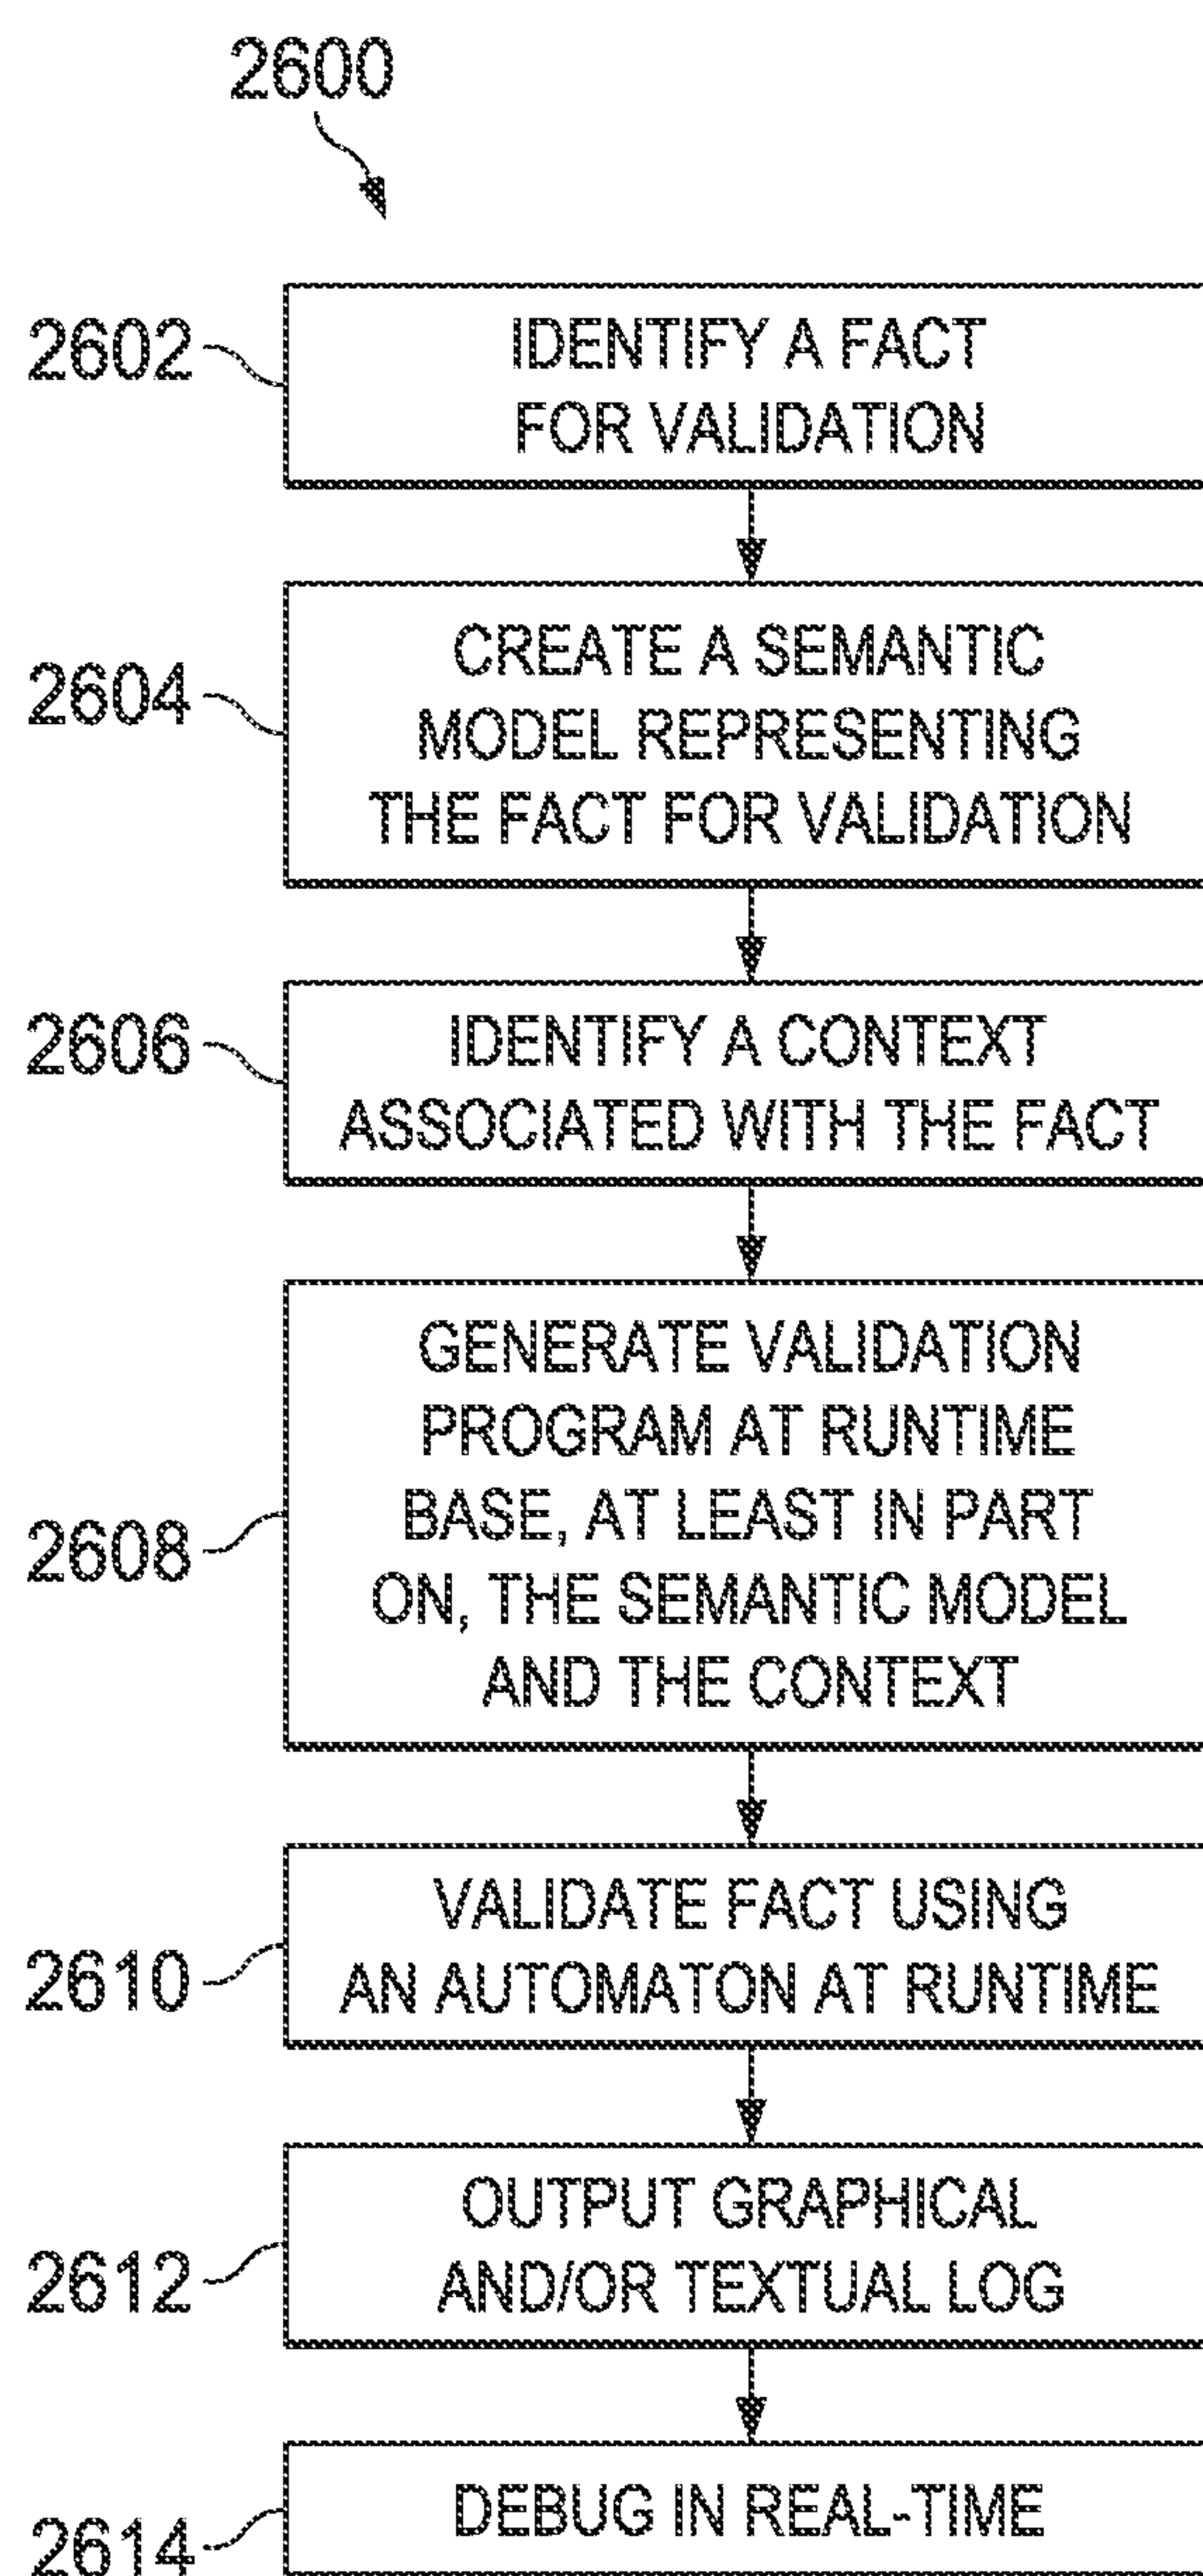 2600
2602
IDENTIFY A FACT
FOR VALIDATION
2604
CREATE A SEMANTIC
MODEL REPRESENTING
THE FACT FOR VALIDATION
2606
IDENTIFY A CONTEXT
ASSOCIATED WITH THE FACT
2608
GENERATE VALIDATION
PROGRAM AT RUNTIME
BASE, AT LEAST IN PART
ON, THE SEMANTIC MODEL
AND THE CONTEXT
2610
VALIDATE FACT USING
AN AUTOMATON AT RUNTIME
2612
OUTPUT GRAPHICAL
AND/OR TEXTUAL LOG
2614
DEBUG IN REAL-TIME